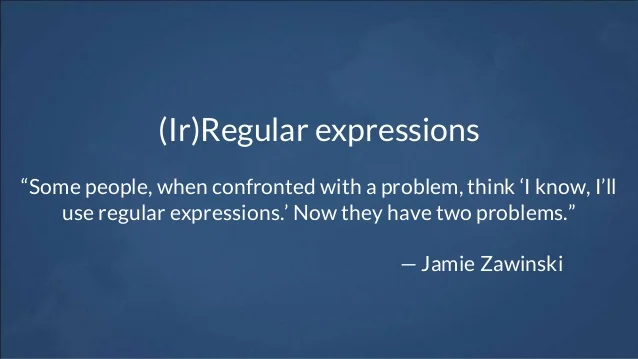 (Ir)Regular expressions
“Some people, when confronted with a problem, think ‘I know, I’ll
use regular expressions.’ Now they have two problems.”
— Jamie Zawinski